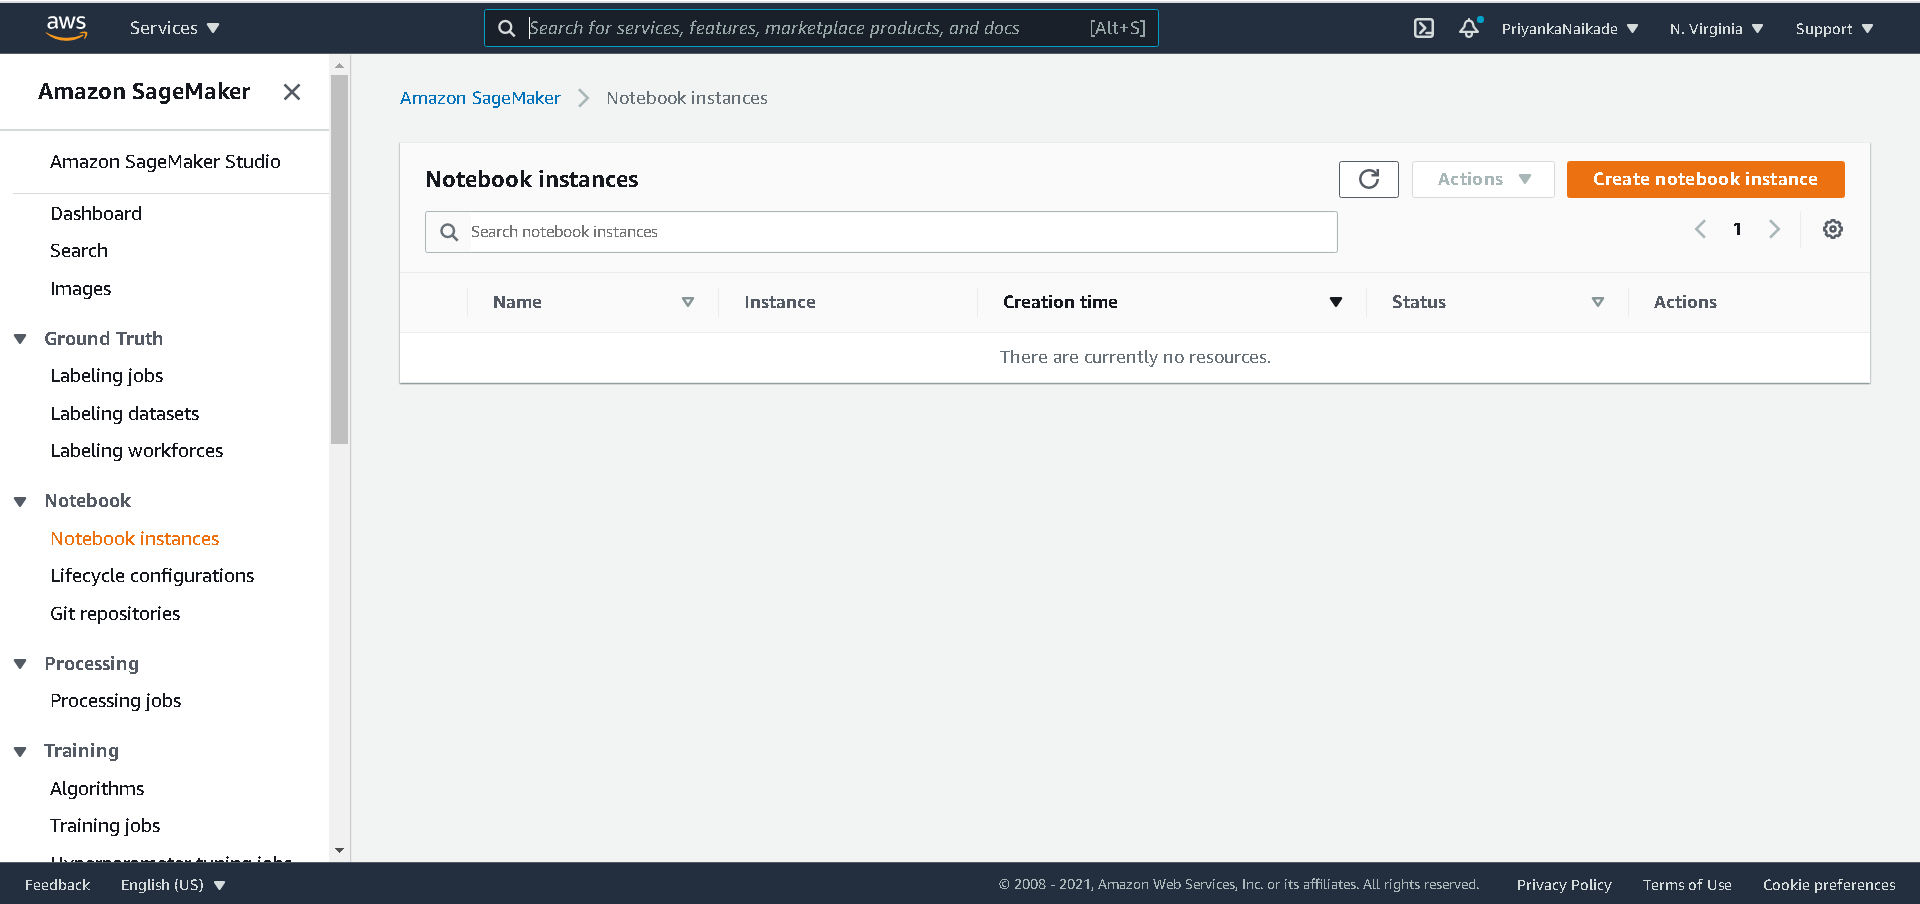 aws
Services
Search for services, features, marketplace products, and docs [Alt+S]
PriyankaNaikade
N. Virginia
Support
Amazon SageMaker
Amazon SageMaker Studio
Dashboard
Search
Images
Ground Truth
Labeling jobs
Labeling datasets
Labeling workforces
Notebook
Notebook instances
Lifecycle configurations
Git repositories
Processing
Processing jobs
Training
Algorithms
Training jobs
Hyperparameter tuning jobs
Amazon SageMaker Notebook instances
Notebook instances
Actions
Create notebook instance
Search notebook instances
1
Name Instance Creation time Status Actions
There are currently no resources.
Feedback English (US) © 2008 - 2021, Amazon Web Services, Inc. or its affiliates. All rights reserved. Privacy Policy Terms of Use Cookie preferences